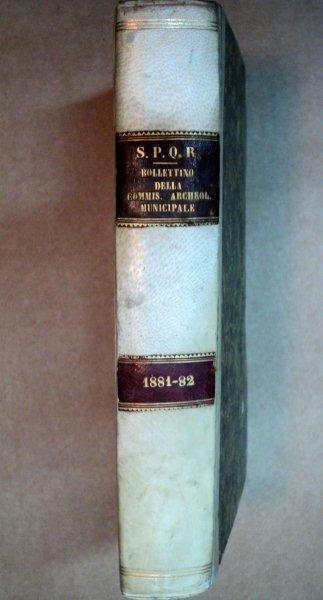 S. P. Q. R.
BOLLETTINO
DELLA
COMMIS. ARCHEOL.
MUNICIPALE
1881-82